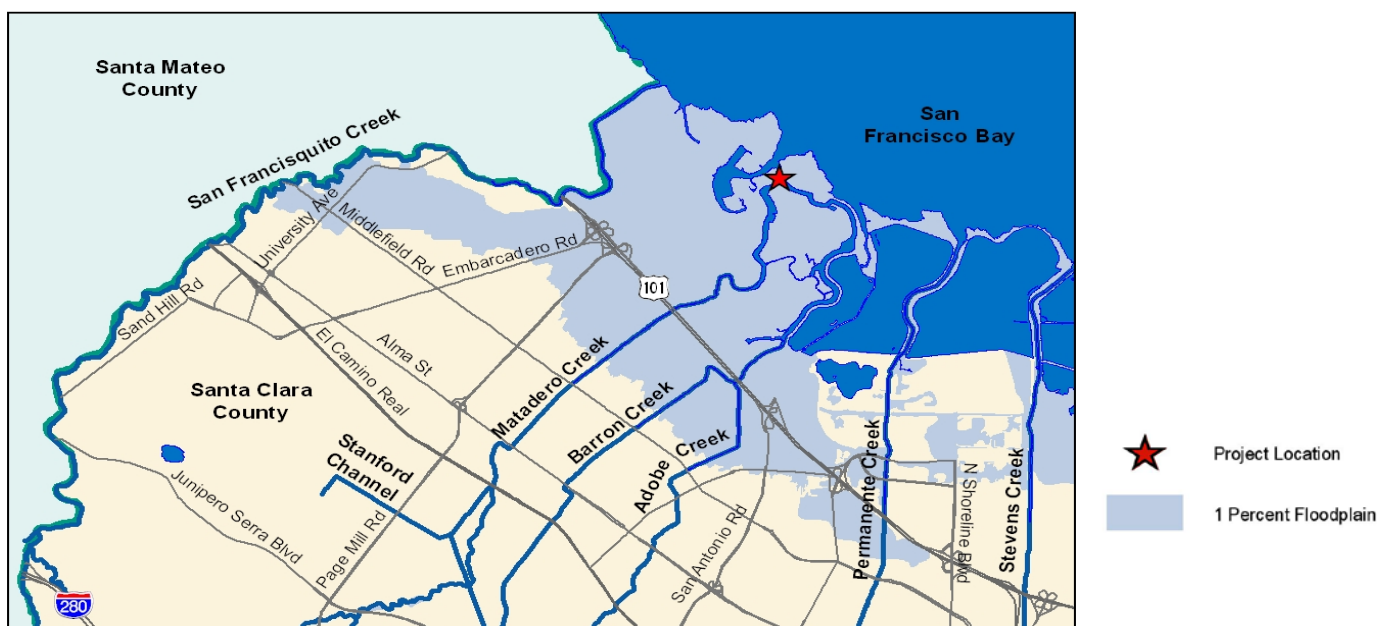 Santa Mateo
County
San Francisquito Creek
San
Francisco Bay
University Ave
Middlefield Rd
Embarcadero Rd
101
Sand Hill Rd
El Camino Real
Alma St
Matadero Creek
Santa Clara
County
Barron Creek
Stanford
Channel
Adobe Creek
Junipero Serra Blvd
Page Mill Rd
San Antonio Rd
Permanente Creek
N Shoreline Blvd
Stevens Creek
280
Project Location
1 Percent Floodplain